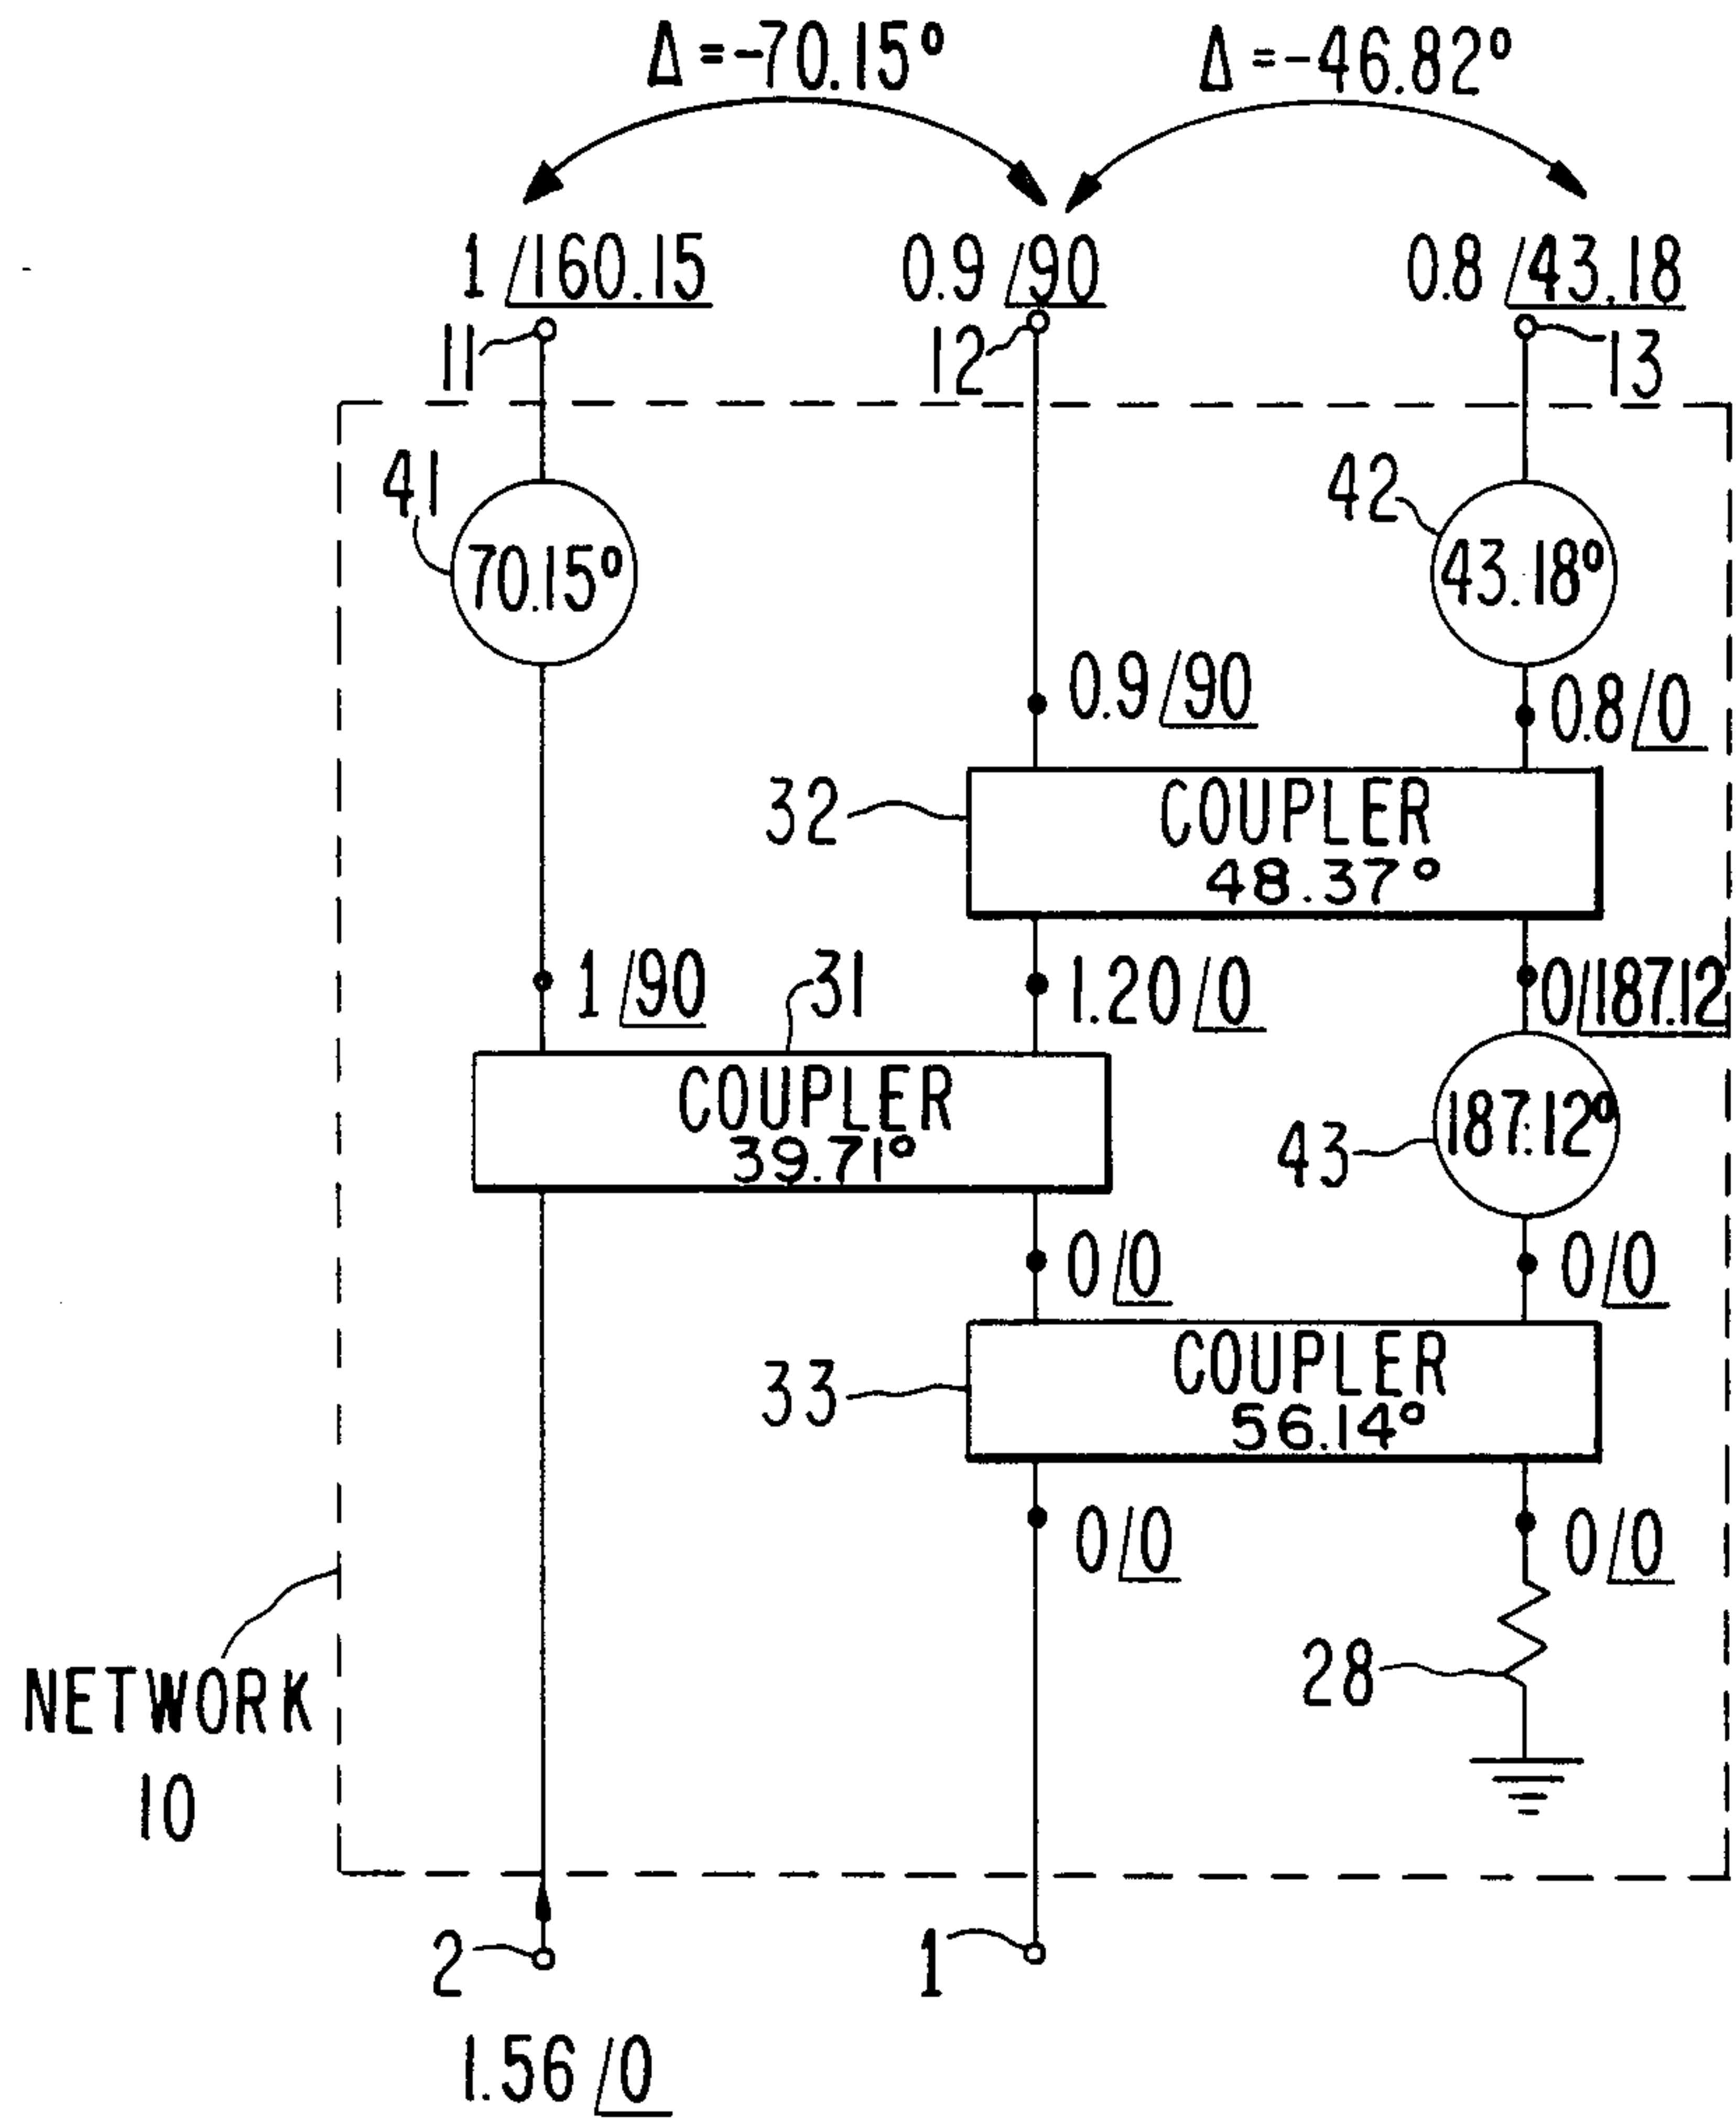 Δ=-70.15° Δ=-46.82°
1/160.15 0.9/90 0.8/43.18
11 12 13
41 42
70.15° 43.18°
0.9/90 0.8/0
32 COUPLER
48.37°
1/90 31 1.20/0 0/187.12
COUPLER
39.71°
43 187.12°
0/0 0/0
33 COUPLER
56.14°
0/0 0/0
28
NETWORK
10
2 1
1.56/0